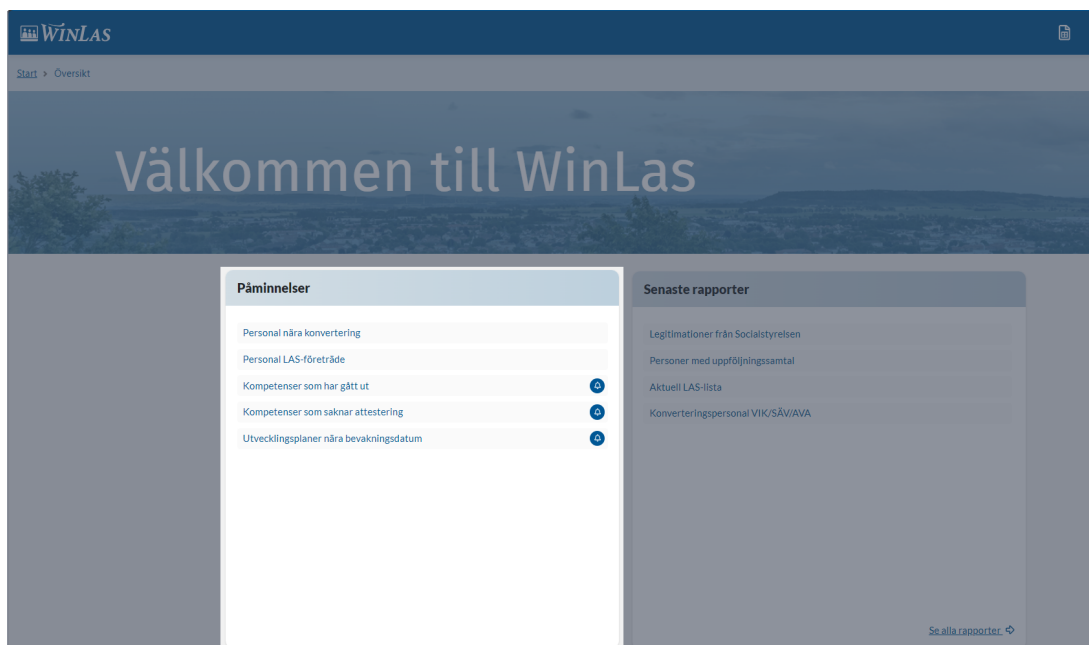 WINLAS
Start > Översikt
Välkommen till WinLas
Påminnelser
Personal nära konvertering
Personal LAS-företräde
Kompetenser som har gått ut
Kompetenser som saknar attestering
Utvecklingsplaner nära bevakningsdatum
Senaste rapporter
Legitimationer från Socialstyrelsen
Personer med uppföljningssamtal
Aktuell LAS-lista
Konverteringspersonal VIK/SÄV/AVA
Se alla rapporter